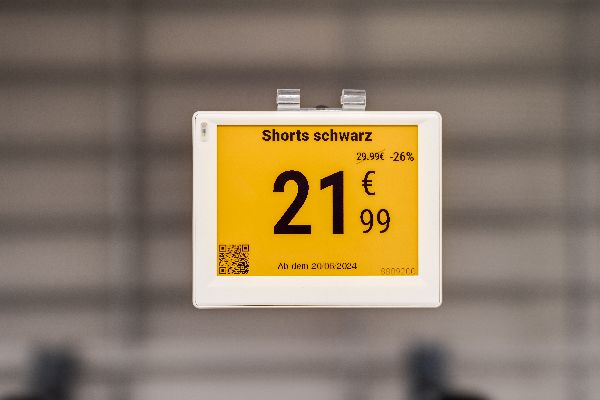 Shorts schwarz
29.99€ -26%
21 € 99
Ab dem 20/06/2024